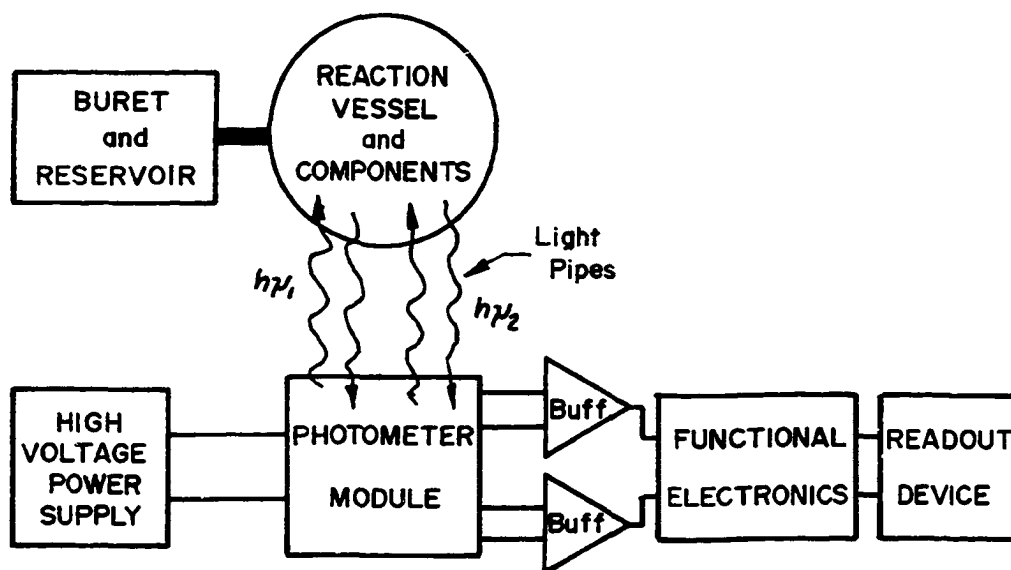 BURET
and
RESERVOIR
REACTION
VESSEL
and
COMPONENTS
Light
Pipes
hν₁
hν₂
HIGH
VOLTAGE
POWER
SUPPLY
PHOTOMETER
MODULE
Buff
Buff
FUNCTIONAL
ELECTRONICS
READOUT
DEVICE